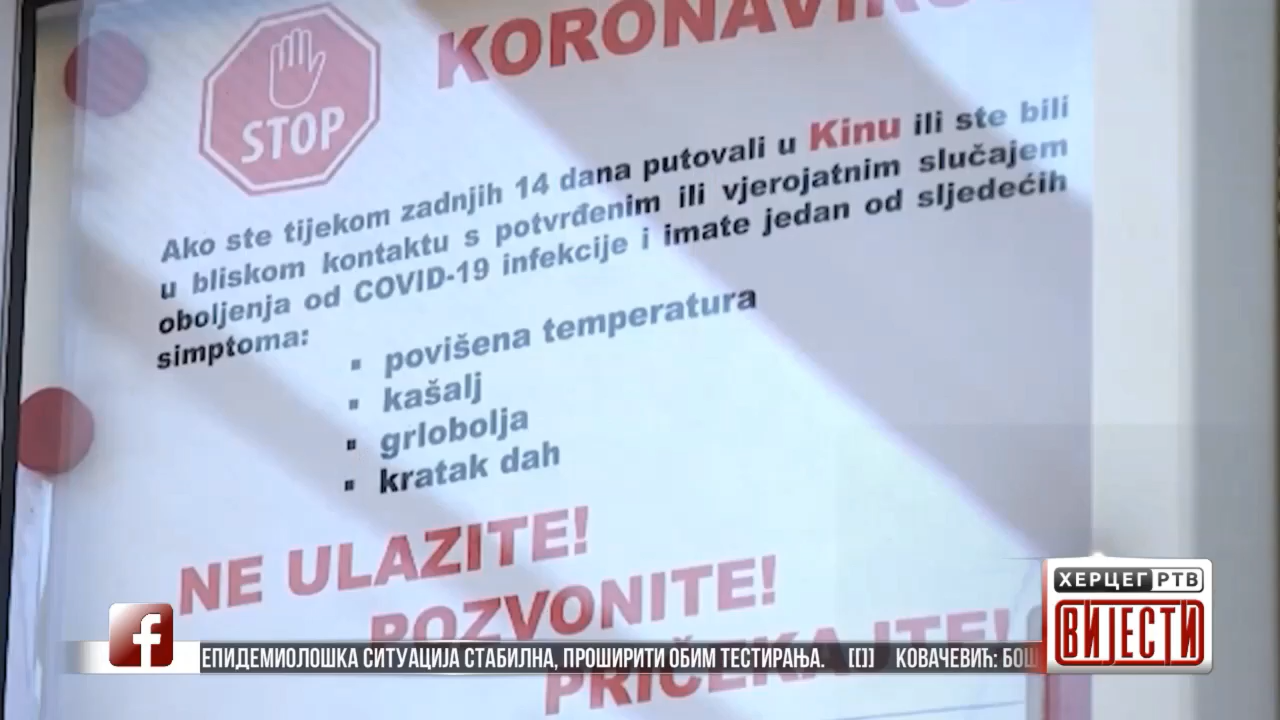 STOP
Ako ste tijekom zadnjih 14 dana putovali u Kinu ili ste bili
u bliskom kontaktu s potvrđenim ili vjerojatnim slučajem
oboljenja od COVID-19 infekcije i imate jedan od sljedećih
simptoma:
▪ povišena temperatura
▪ kašalj
▪ grlobolja
▪ kratak dah
NE ULAZITE!
POZVONITE!
PRIČEKAJTE!
ХЕРЦЕГ РТВ
ВИЈЕСТИ
f
ЕПИДЕМИОЛОШКА СИТУАЦИЈА СТАБИЛНА, ПРОШИРИТИ ОБИМ ТЕСТИРАЊА. [[]] КОВАЧЕВИЋ: